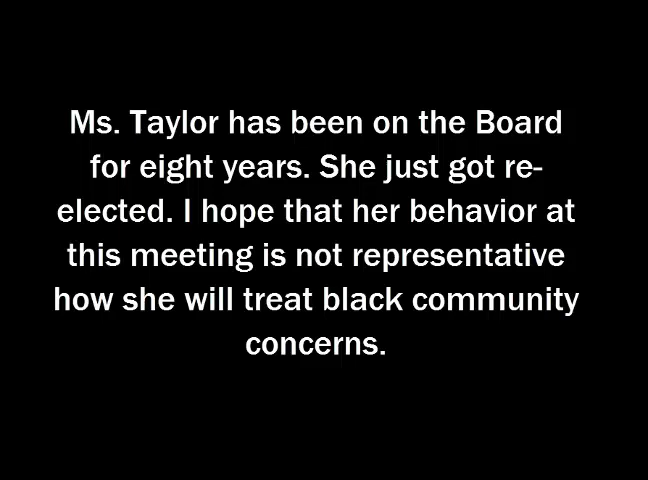 Ms. Taylor has been on the Board
for eight years. She just got re-
elected. I hope that her behavior at
this meeting is not representative
how she will treat black community
concerns.